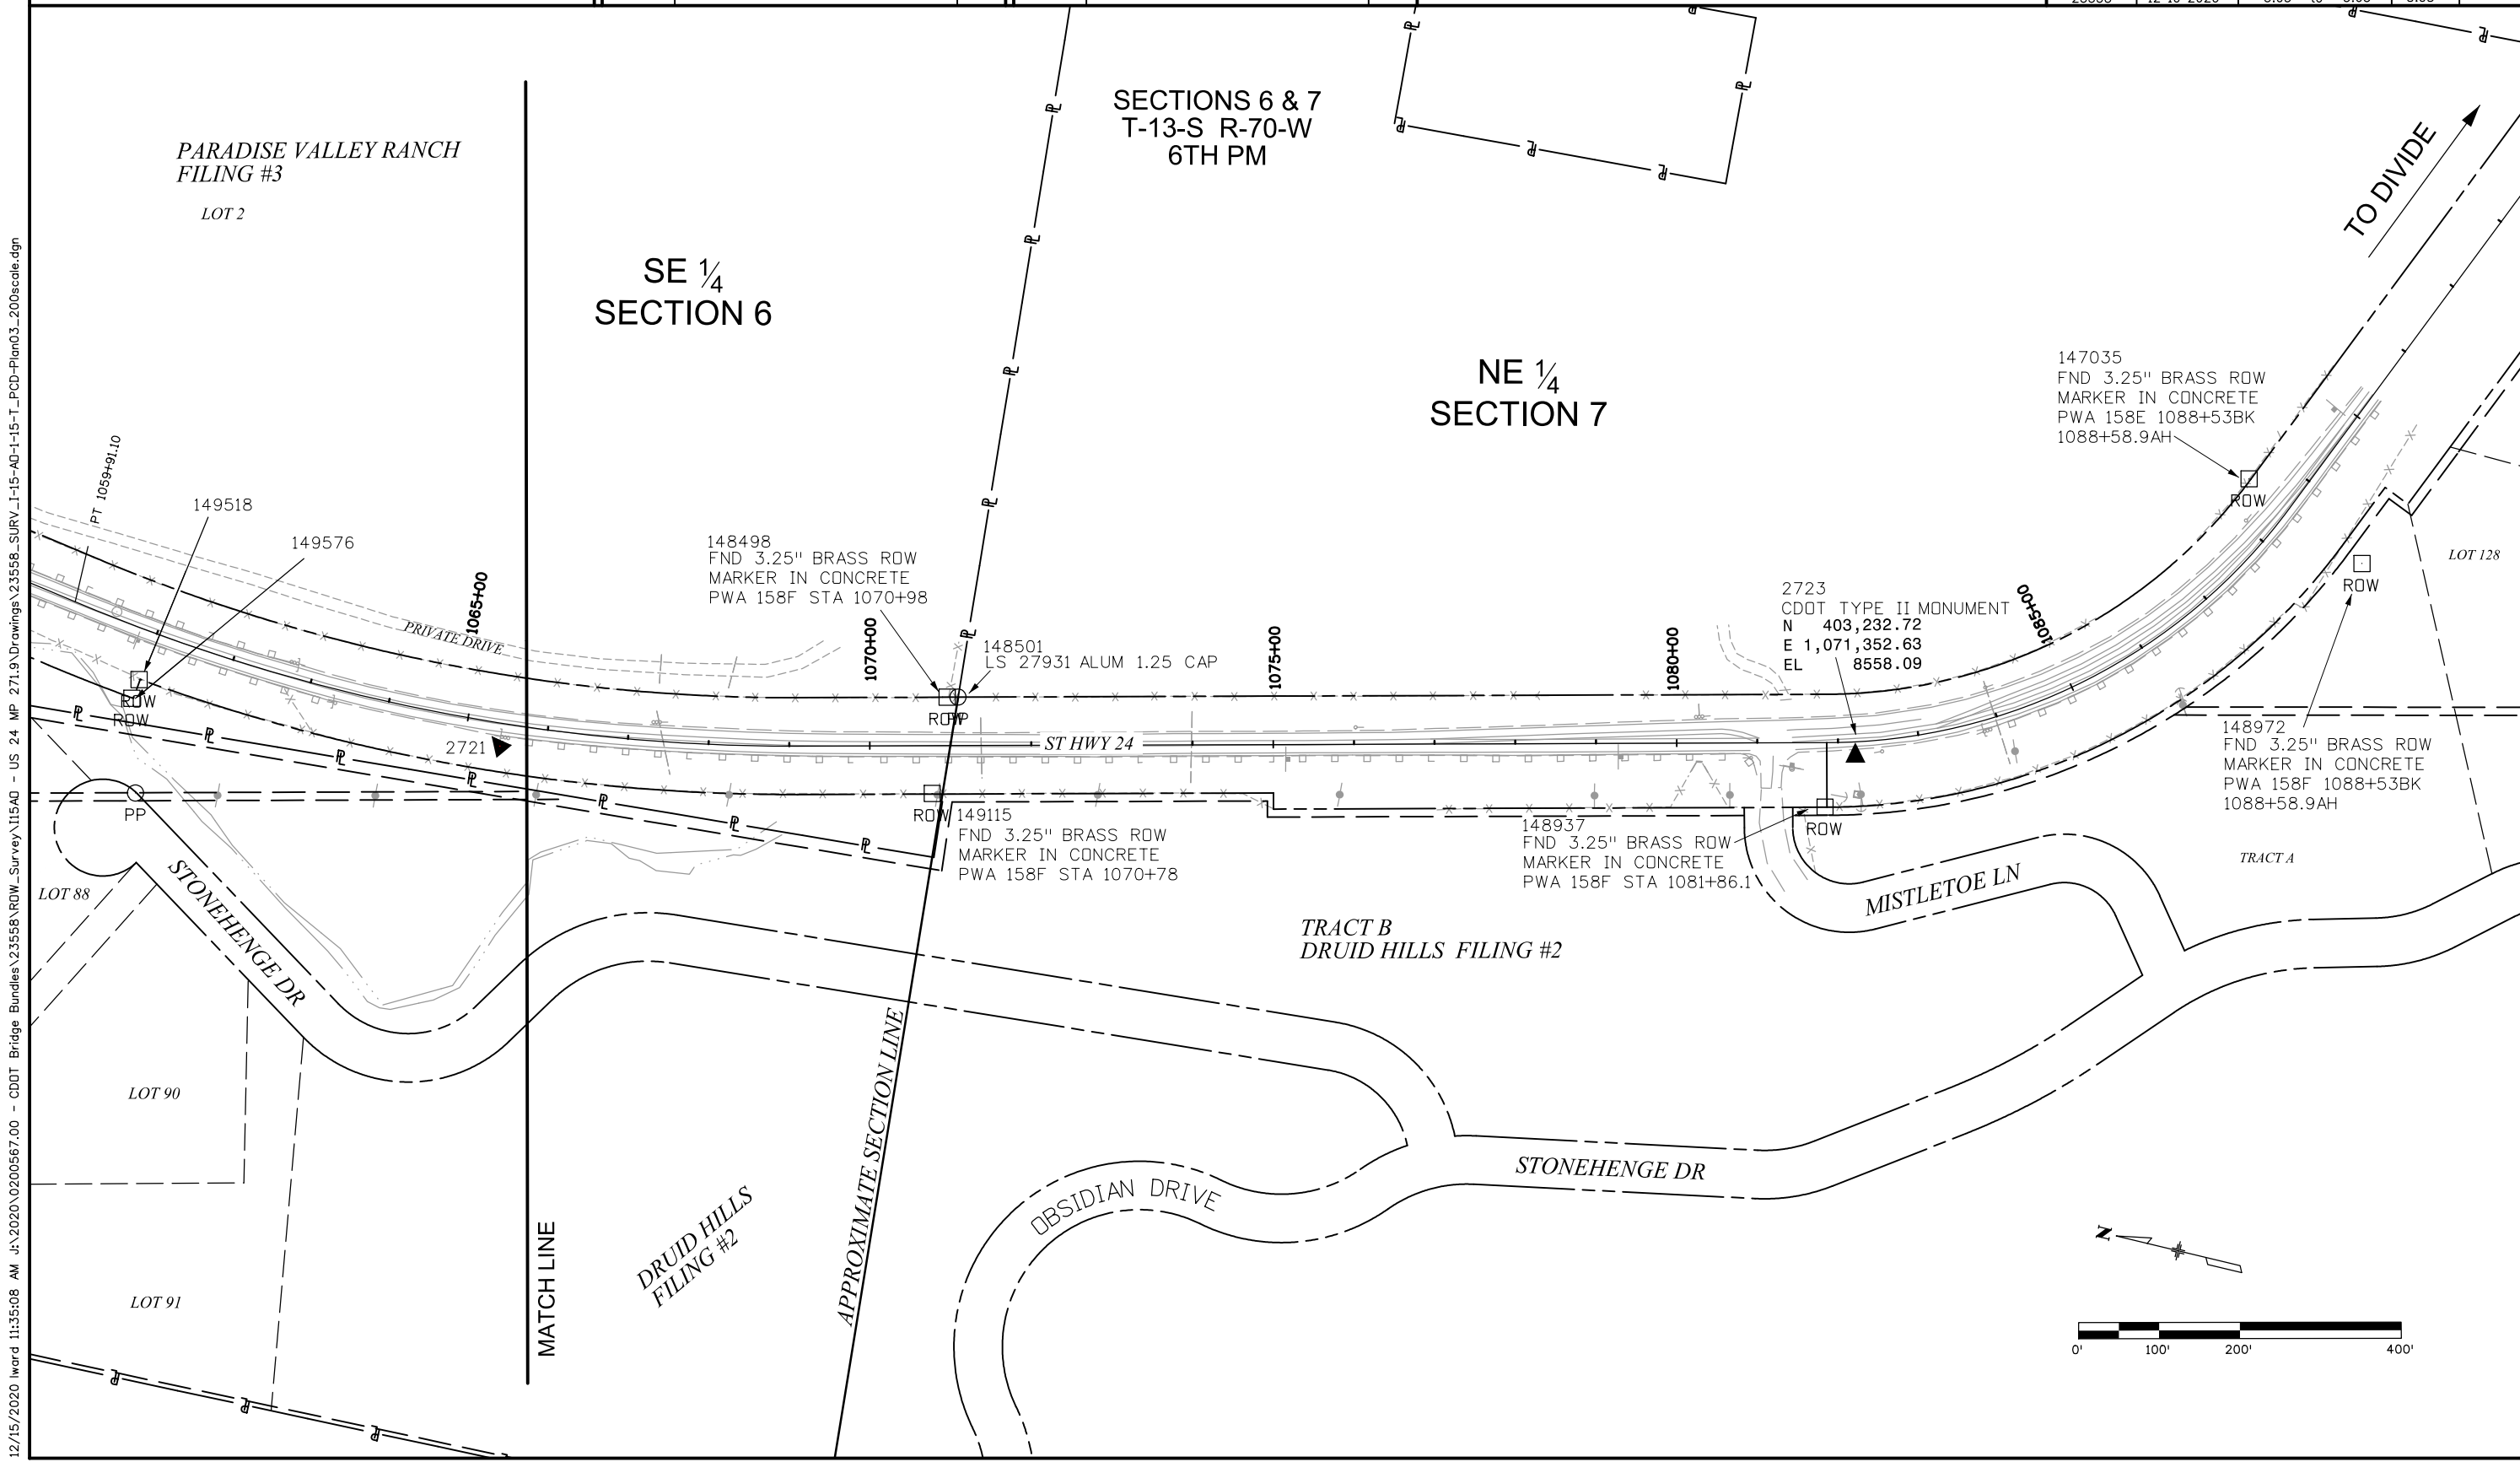 SECTIONS 6 & 7
T-13-S R-70-W
6TH PM
PARADISE VALLEY RANCH
FILING #3
LOT 2
TO DIVIDE
SE ¼
SECTION 6
NE ¼
SECTION 7
147035
FND 3.25" BRASS ROW
MARKER IN CONCRETE
PWA 158E 1088+53BK
1088+58.9AH
ROW
PT 1059+91.10
149518
149576
148498
FND 3.25" BRASS ROW
MARKER IN CONCRETE
PWA 158F STA 1070+98
1065+00
PRIVATE DRIVE
1070+00
148501
LS 27931 ALUM 1.25 CAP
1075+00
1080+00
2723
CDOT TYPE II MONUMENT
N 403,232.72
E 1,071,352.63
EL 8558.09
1085+00
LOT 128
ROW
ROW
ROW
ROW
PP
2721
ST HWY 24
148972
FND 3.25" BRASS ROW
MARKER IN CONCRETE
PWA 158F 1088+53BK
1088+58.9AH
PP
ROW
149115
FND 3.25" BRASS ROW
MARKER IN CONCRETE
PWA 158F STA 1070+78
148937
FND 3.25" BRASS ROW
MARKER IN CONCRETE
PWA 158F STA 1081+86.1
ROW
TRACT A
LOT 88
STONEHENGE DR
MISTLETOE LN
TRACT B
DRUID HILLS FILING #2
LOT 90
APPROXIMATE SECTION LINE
STONEHENGE DR
OBSIDIAN DRIVE
DRUID HILLS
FILING #2
LOT 91
MATCH LINE
N
0' 100' 200' 400'
12/15/2020 lward 11:35:08 AM J:\2020\0200567.00 - CDOT Bridge Bundles\23558\ROW_Survey\I15AO - US 24 MP 271.9\Drawings\23558_SURV_I-15-AO-I-15-T_PCD-Plan03_200scale.dgn